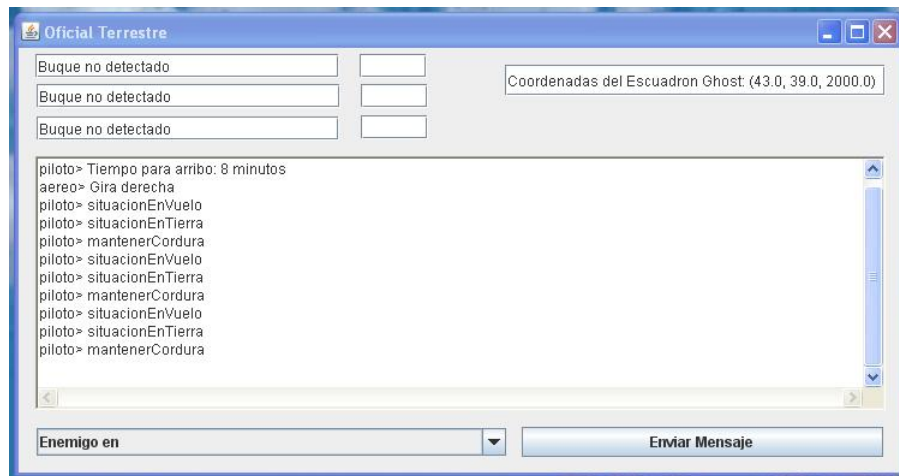 Oficial Terrestre
Buque no detectado
Coordenadas del Escuadron Ghost: (43.0, 39.0, 2000.0)
Buque no detectado
Buque no detectado
piloto> Tiempo para arribo: 8 minutos
aereo> Gira derecha
piloto> situacionEnVuelo
piloto> situacionEnTierra
piloto> mantenerCordura
piloto> situacionEnVuelo
piloto> situacionEnTierra
piloto> mantenerCordura
piloto> situacionEnVuelo
piloto> situacionEnTierra
piloto> mantenerCordura
Enemigo en
Enviar Mensaje